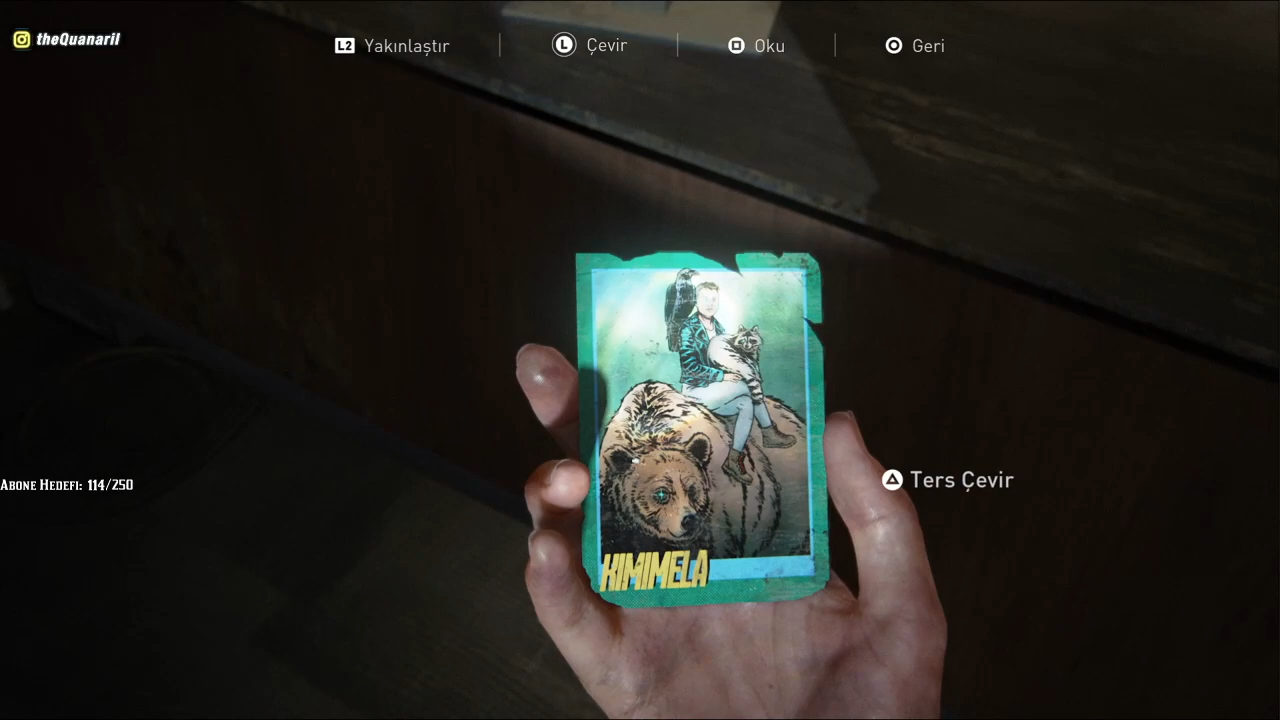 theQuanaril
L2 Yakınlaştır
L Çevir
Oku
Geri
KIMIMELA
Abone Hedefi: 114/250
Ters Çevir